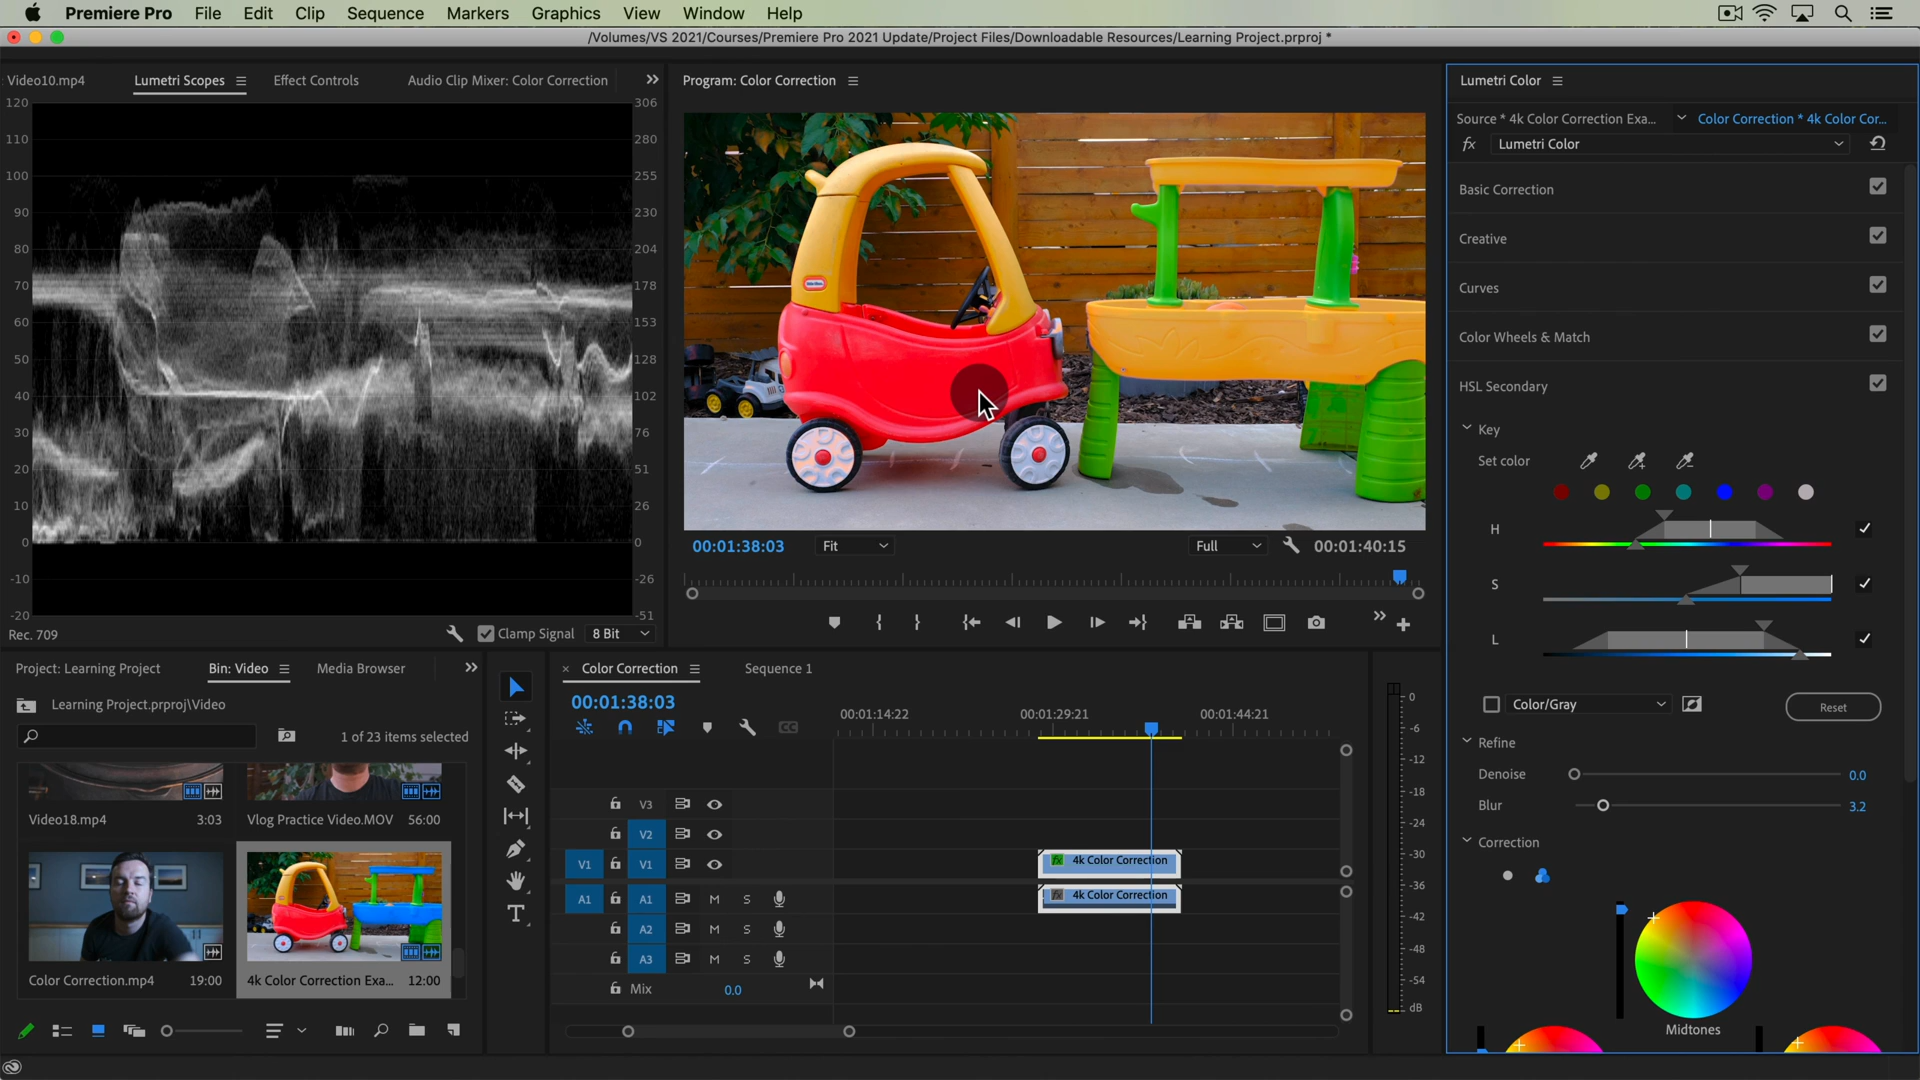 Premiere Pro File Edit Clip Sequence Markers Graphics View Window Help
/Volumes/VS 2021/Courses/Premiere Pro 2021 Update/Project Files/Downloadable Resources/Learning Project.prproj *
Video10.mp4 Lumetri Scopes Effect Controls Audio Clip Mixer: Color Correction
120 306
110 280
100 255
90 230
80 204
70 178
60 153
50 128
40 102
30 76
20 51
10 26
0 0
-10 -26
-20 -51
Rec. 709 Clamp Signal 8 Bit
Program: Color Correction
00:01:38:03 Fit Full 00:01:40:15
Lumetri Color
Source * 4k Color Correction Exa... Color Correction * 4k Color Cor...
fx Lumetri Color
Basic Correction
Creative
Curves
Color Wheels & Match
HSL Secondary
Key
Set color
H
S
L
Color/Gray Reset
Refine
Denoise 0.0
Blur 3.2
Correction
Midtones
Project: Learning Project Bin: Video Media Browser
Learning Project.prproj\Video
1 of 23 items selected
Video18.mp4 3:03 Vlog Practice Video.MOV 56:00
Color Correction.mp4 19:00 4k Color Correction Exa... 12:00
× Color Correction Sequence 1
00:01:38:03
00:01:14:22 00:01:29:21 00:01:44:21
V3
V2
V1 V1 fx 4k Color Correction
A1 A1 M S fx 4k Color Correction
A2 M S
A3 M S
Mix 0.0
0
-6
-12
-18
-24
-30
-36
-42
-48
-54
dB